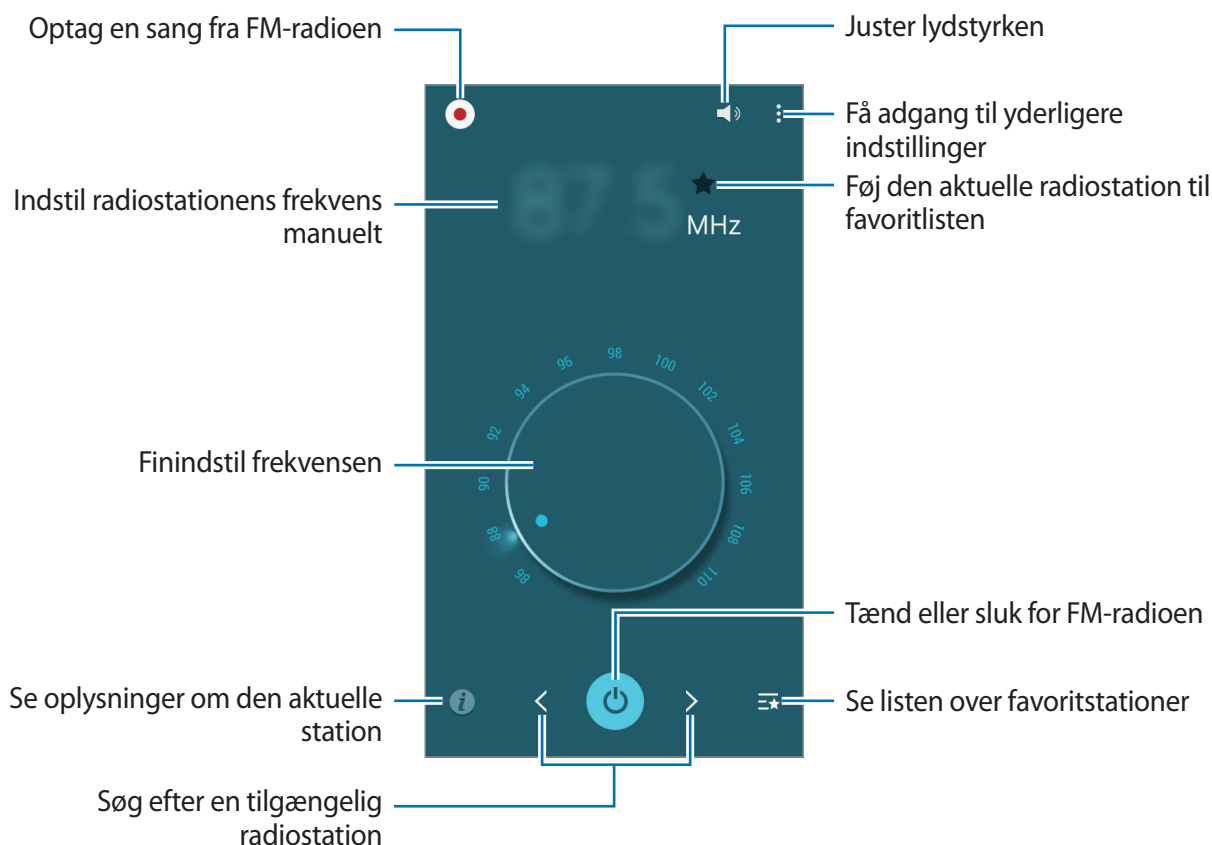 Optag en sang fra FM-radioen
Juster lydstyrken
Få adgang til yderligere
indstillinger
Føj den aktuelle radiostation til
favoritlisten
Indstil radiostationens frekvens
manuelt
87.5
MHz
86
88
90
92
94
96
98
100
102
104
106
108
110
Finindstil frekvensen
Tænd eller sluk for FM-radioen
Se oplysninger om den aktuelle
station
i
Se listen over favoritstationer
Søg efter en tilgængelig
radiostation